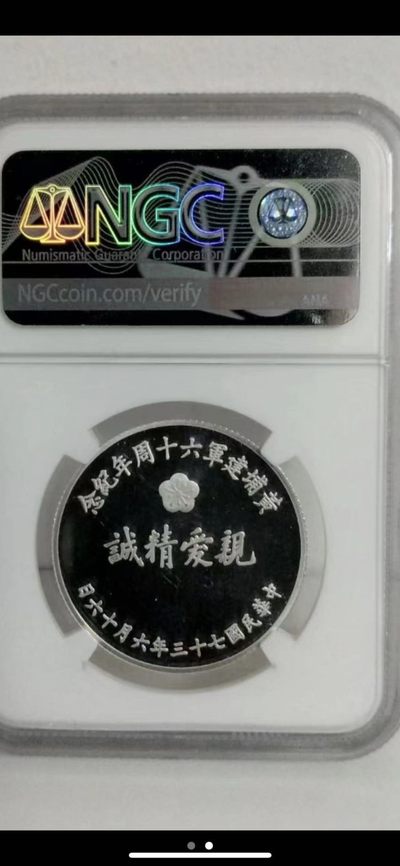 NGC
Numismatic Guaranty Corporation
NGCcoin.com/verify
黃埔建軍六十周年紀念
親愛精誠
中華民國七十三年六月十六日